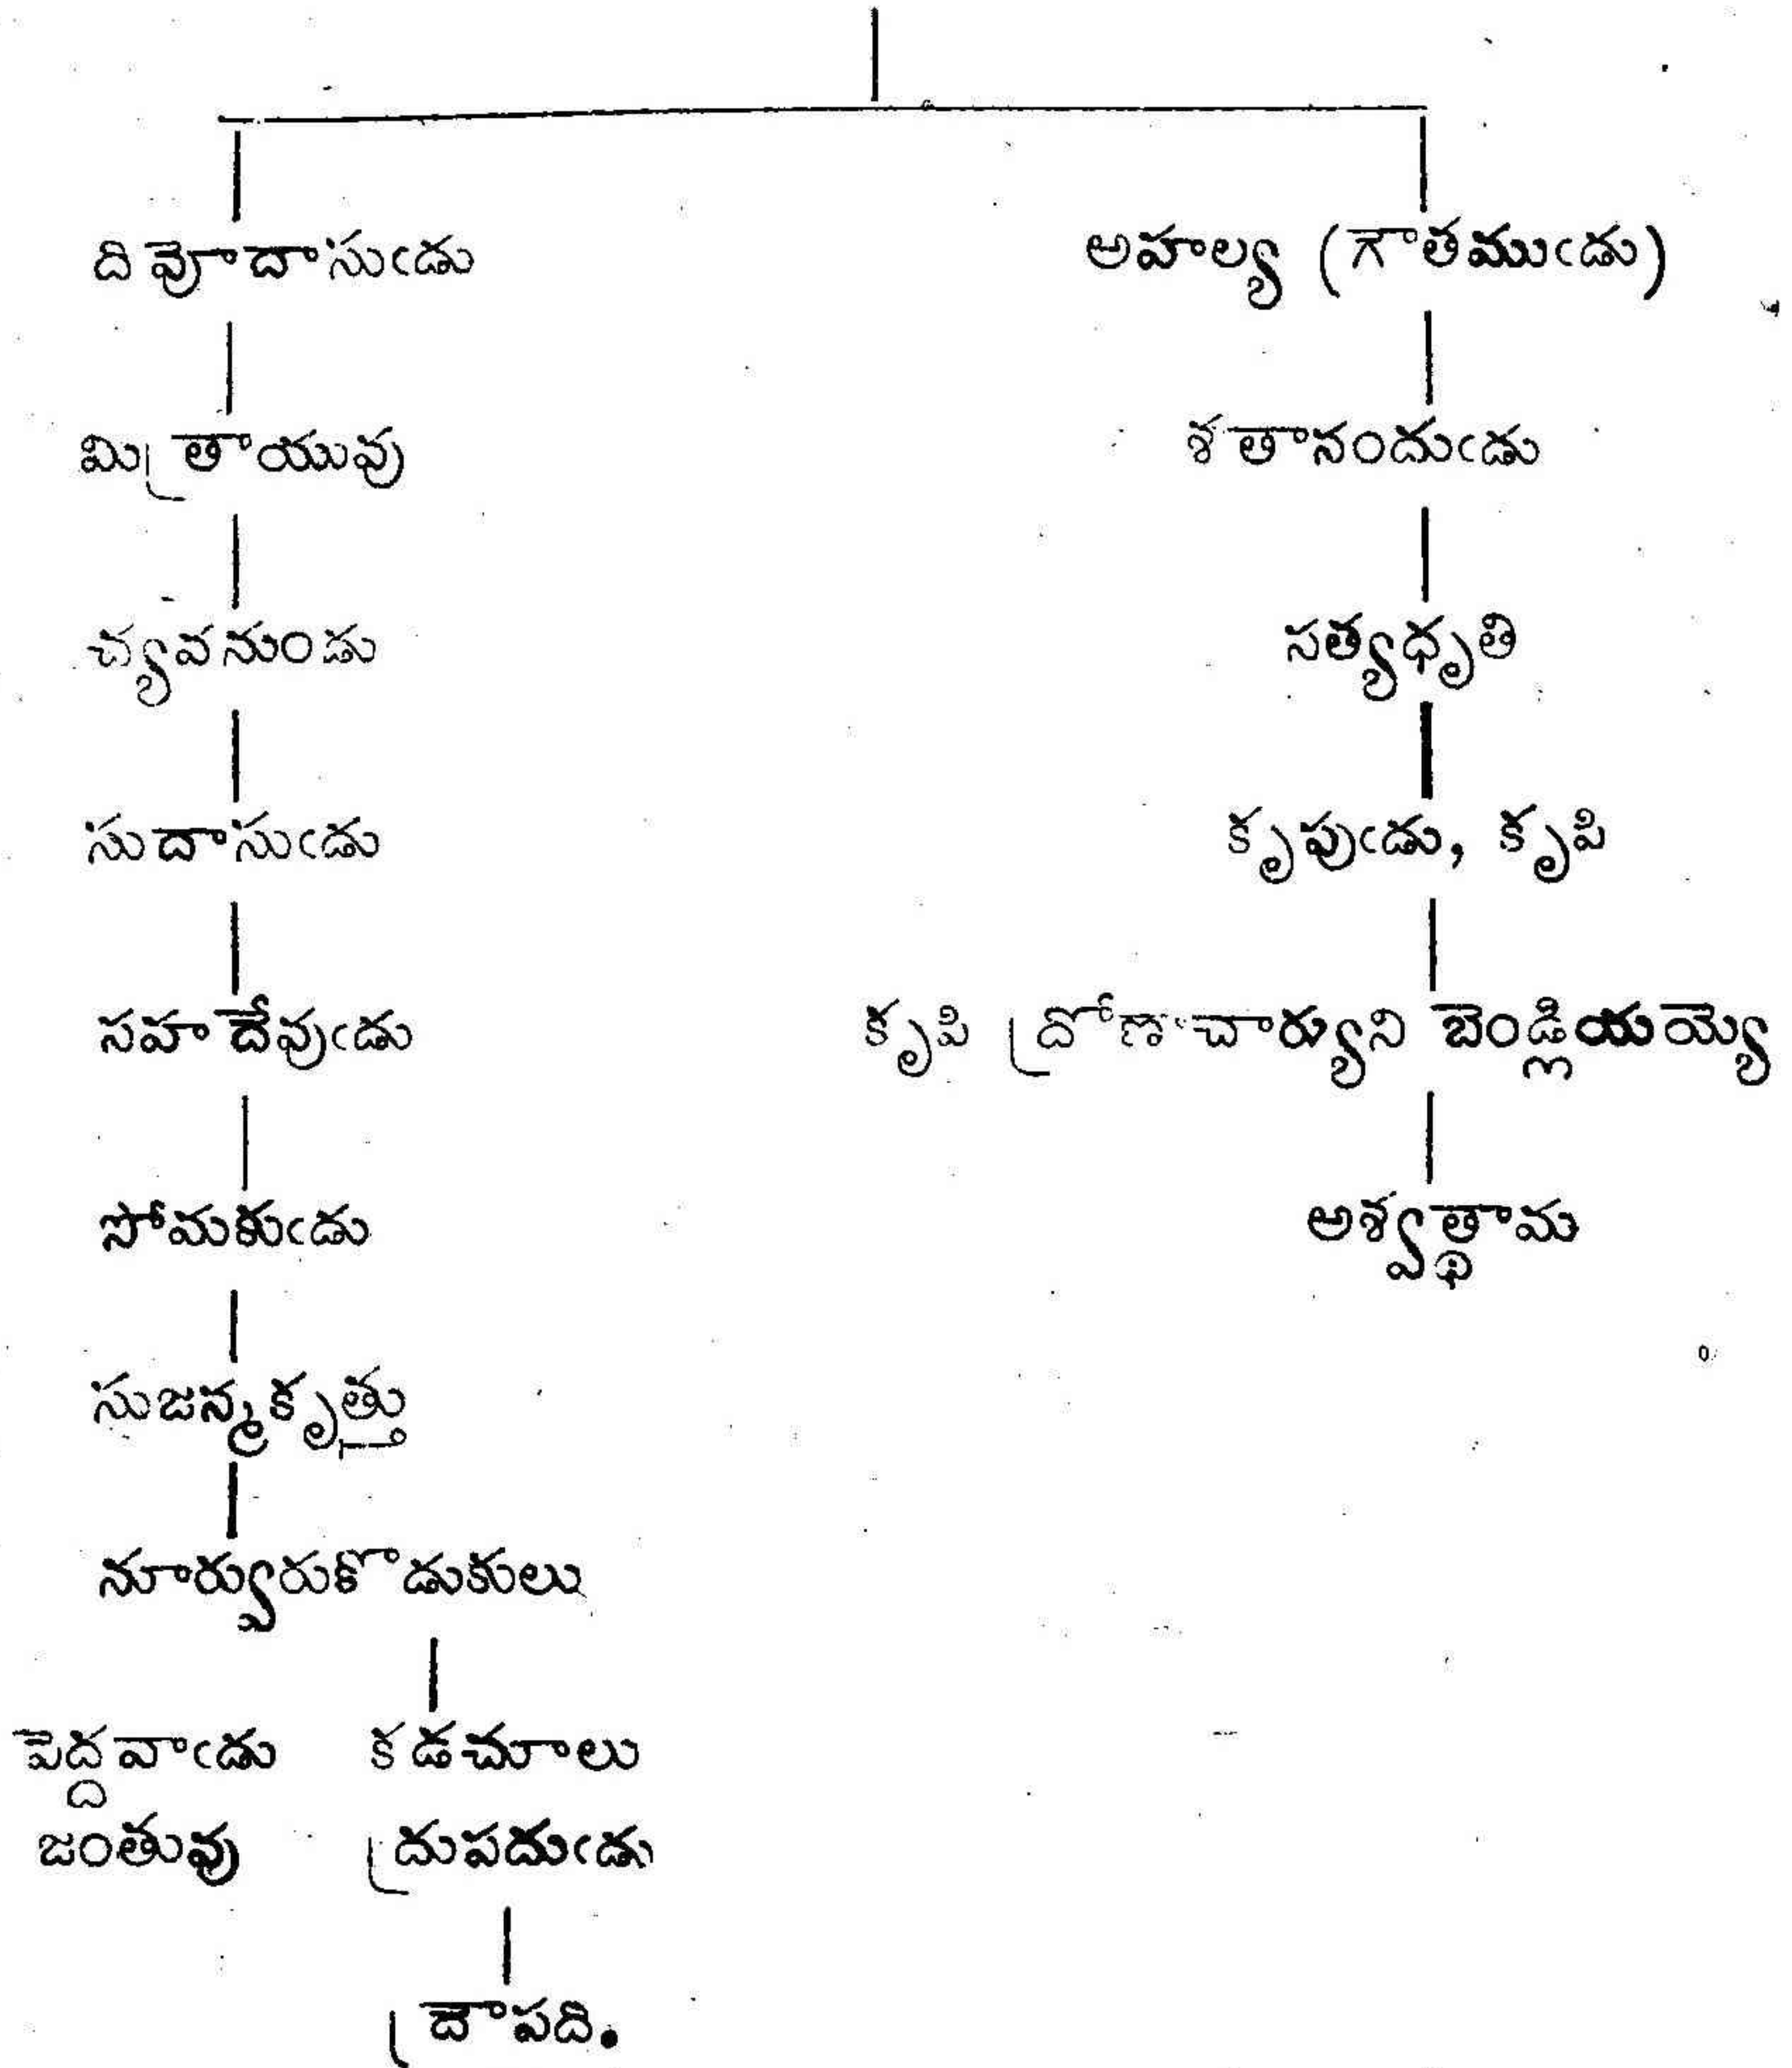 దివోదాసుఁడు
మిత్రాయువు
చ్యవనుండు
సుదాసుఁడు
సహదేవుఁడు
సోమకుఁడు
సుజన్మకృత్తు
నూర్వురుకొడుకులు
పెద్దవాఁడు కడచూలు
జంతువు ద్రుపదుఁడు
ద్రౌపది.
అహల్య (గౌతముఁడు)
శతానందుఁడు
సత్యధృతి
కృపుఁడు, కృపి
కృపి ద్రోణాచార్యుని బెండ్లియయ్యె
అశ్వత్థామ